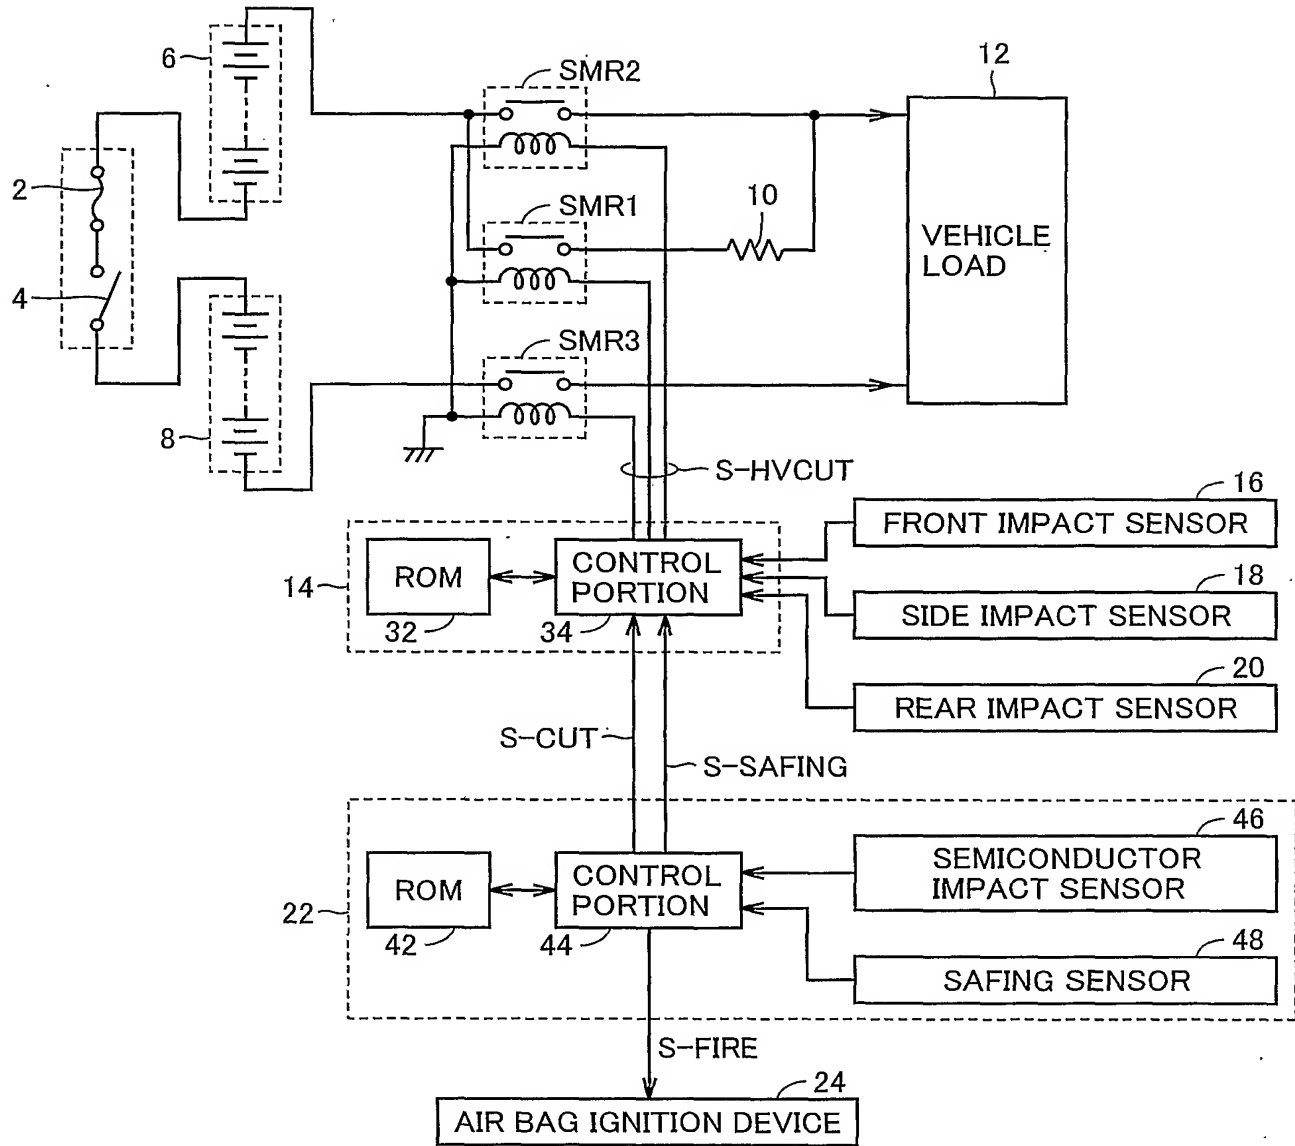 6
SMR2
12
2
SMR1
10
VEHICLE
LOAD
4
SMR3
8
S-HVCUT
16
FRONT IMPACT SENSOR
14
ROM
CONTROL
PORTION
18
SIDE IMPACT SENSOR
32
34
20
REAR IMPACT SENSOR
S-CUT
S-SAFING
46
SEMICONDUCTOR
IMPACT SENSOR
22
ROM
CONTROL
PORTION
42
44
48
SAFING SENSOR
S-FIRE
24
AIR BAG IGNITION DEVICE